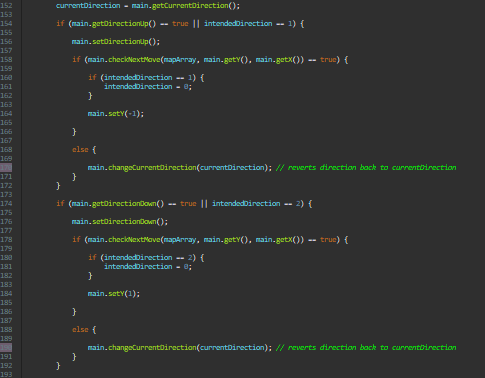 152 currentDirection = main.getCurrentDirection();
153
154 if (main.getDirectionUp() == true || intendedDirection == 1) {
155
156 main.setDirectionUp();
157
158 if (main.checkNextMove(mapArray, main.getY(), main.getX()) == true) {
159
160 if (intendedDirection == 1) {
161 intendedDirection = 0;
162 }
163
164 main.setY(-1);
165
166 }
167
168 else {
169
170 main.changeCurrentDirection(currentDirection); // reverts direction back to currentDirection
171 }
172 }
173
174 if (main.getDirectionDown() == true || intendedDirection == 2) {
175
176 main.setDirectionDown();
177
178 if (main.checkNextMove(mapArray, main.getY(), main.getX()) == true) {
179
180 if (intendedDirection == 2) {
181 intendedDirection = 0;
182 }
183
184 main.setY(1);
185
186 }
187
188 else {
189
190 main.changeCurrentDirection(currentDirection); // reverts direction back to currentDirection
191 }
192 }
193